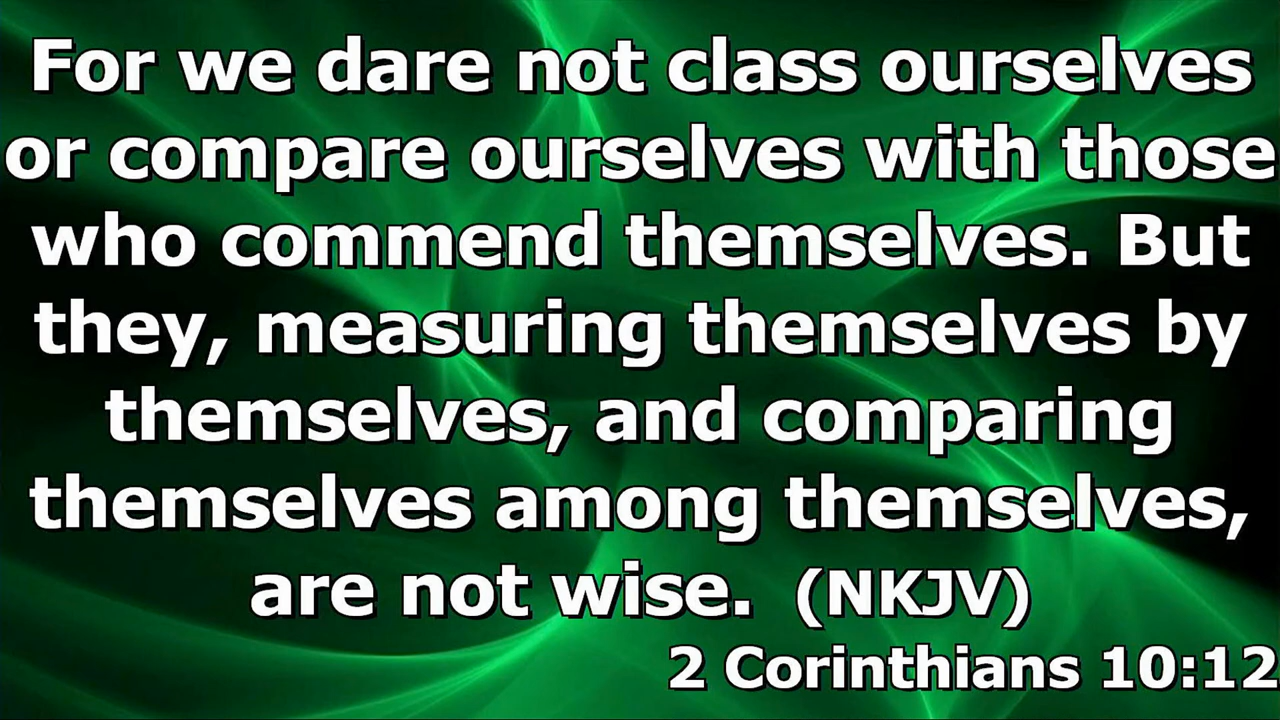 For we dare not class ourselves
or compare ourselves with those
who commend themselves. But
they, measuring themselves by
themselves, and comparing
themselves among themselves,
are not wise. (NKJV)
2 Corinthians 10:12